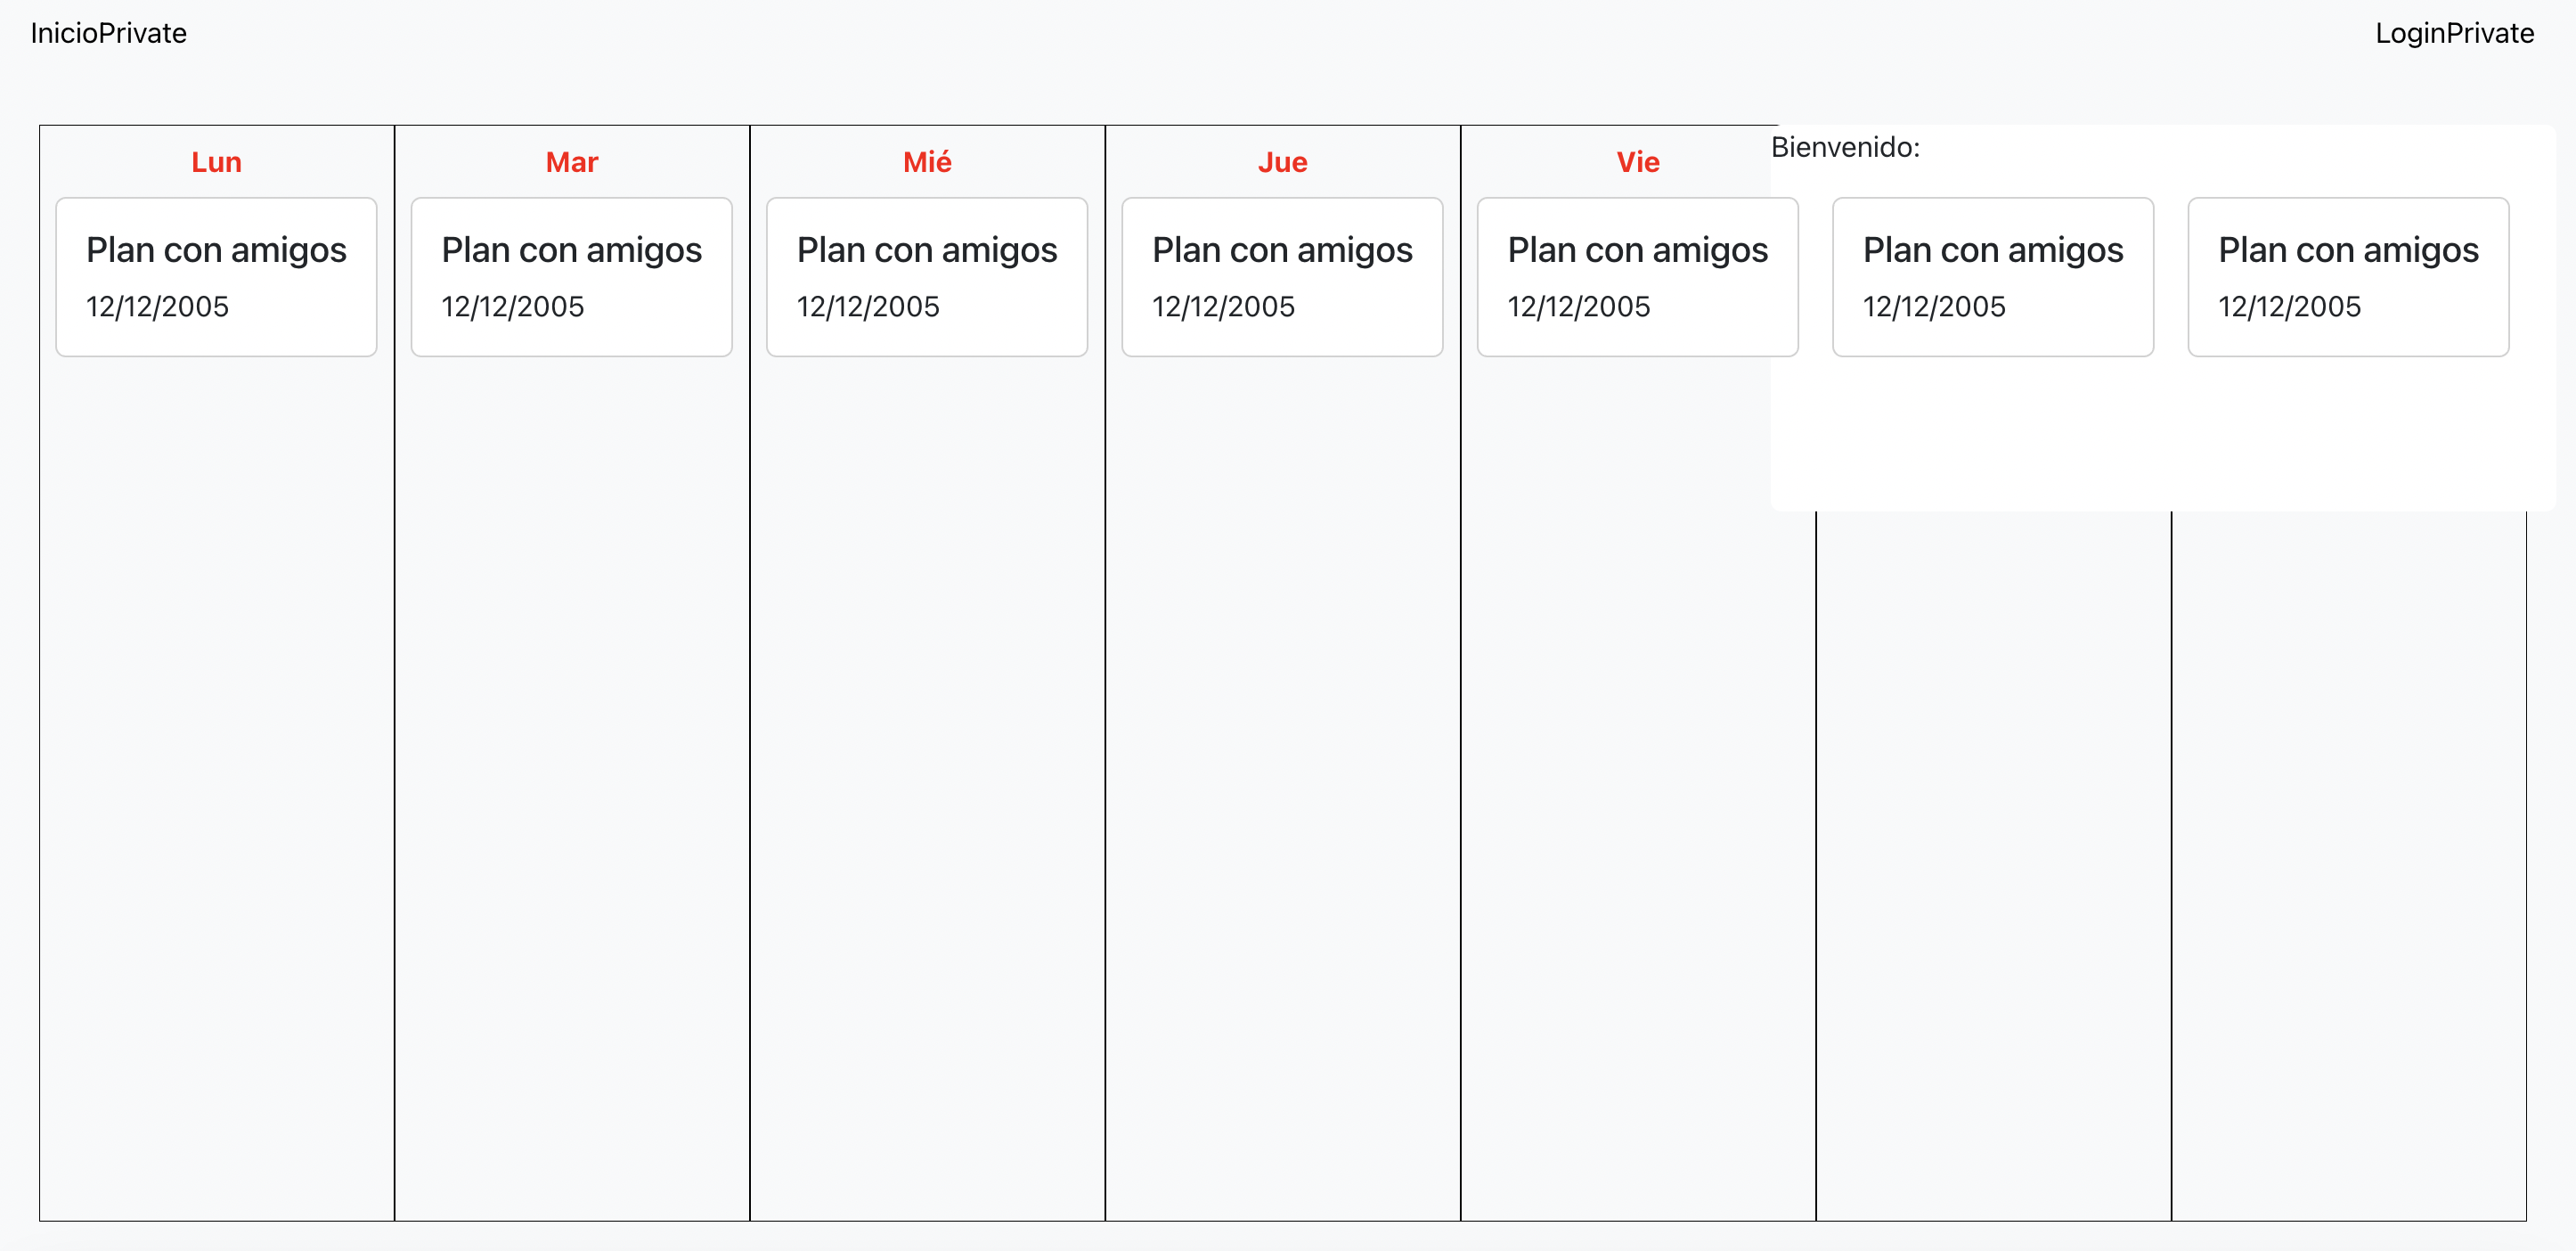 InicioPrivate
LoginPrivate
Lun
Mar
Mié
Jue
Vie
Bienvenido:
Plan con amigos
12/12/2005
Plan con amigos
12/12/2005
Plan con amigos
12/12/2005
Plan con amigos
12/12/2005
Plan con amigos
12/12/2005
Plan con amigos
12/12/2005
Plan con amigos
12/12/2005